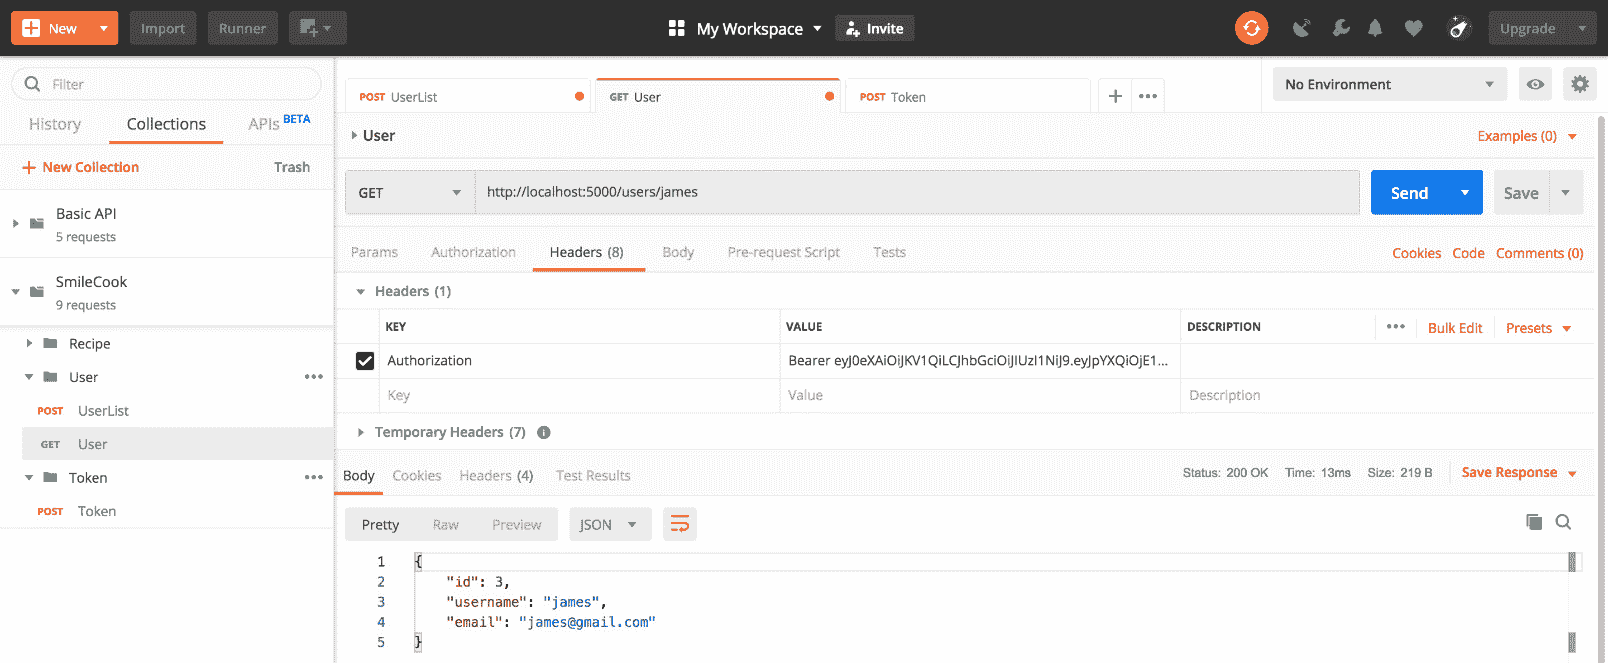 New Import Runner My Workspace Invite Upgrade
Filter
History Collections APIs BETA
New Collection Trash
Basic API
5 requests
SmileCook
9 requests
Recipe
User
POST UserList
GET User
Token
POST Token
POST UserList GET User POST Token
No Environment
User Examples (0)
GET http://localhost:5000/users/james Send Save
Params Authorization Headers (8) Body Pre-request Script Tests Cookies Code Comments (0)
Headers (1)
KEY VALUE DESCRIPTION Bulk Edit Presets
Authorization Bearer eyJ0eXAiOiJKV1QiLCJhbGciOiJIUzI1NiJ9.eyJpYXQiOjE1...
Key Value Description
Temporary Headers (7)
Body Cookies Headers (4) Test Results Status: 200 OK Time: 13ms Size: 219 B Save Response
Pretty Raw Preview JSON
1 {
2 "id": 3,
3 "username": "james",
4 "email": "james@gmail.com"
5 }